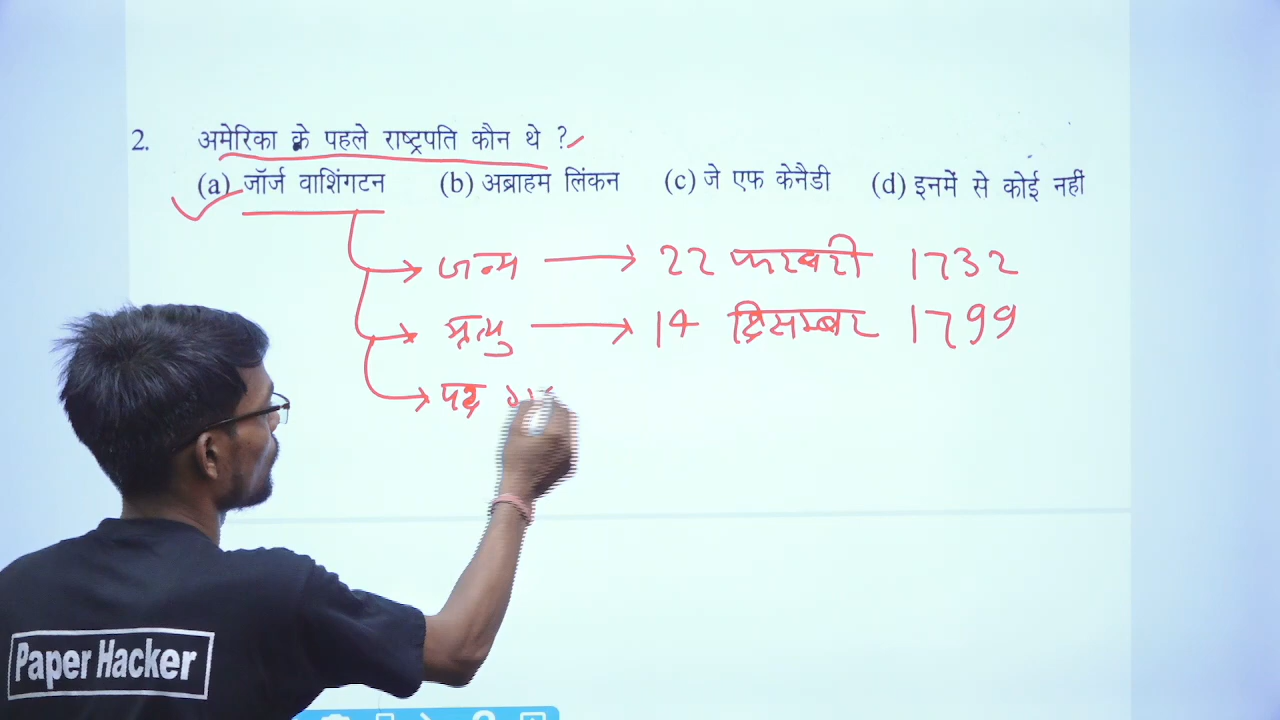 2. अमेरिका के पहले राष्ट्रपति कौन थे ?
(a) जॉर्ज वाशिंगटन (b) अब्राहम लिंकन (c) जे एफ केनैडी (d) इनमें से कोई नहीं
जन्म → 22 फरवरी 1732
मृत्यु → 14 दिसम्बर 1799
पद
Paper Hacker